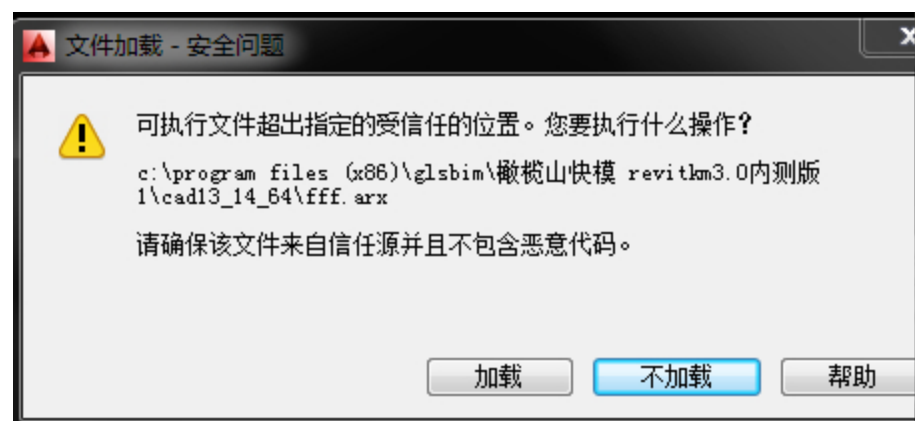 文件加载 - 安全问题
可执行文件超出指定的受信任的位置。您要执行什么操作?
c:\program files (x86)\glsbin\橄榄山快模 revitkm3.0内测版
1\cad13_14_64\fff.arx
请确保该文件来自信任源并且不包含恶意代码。
加载 不加载 帮助